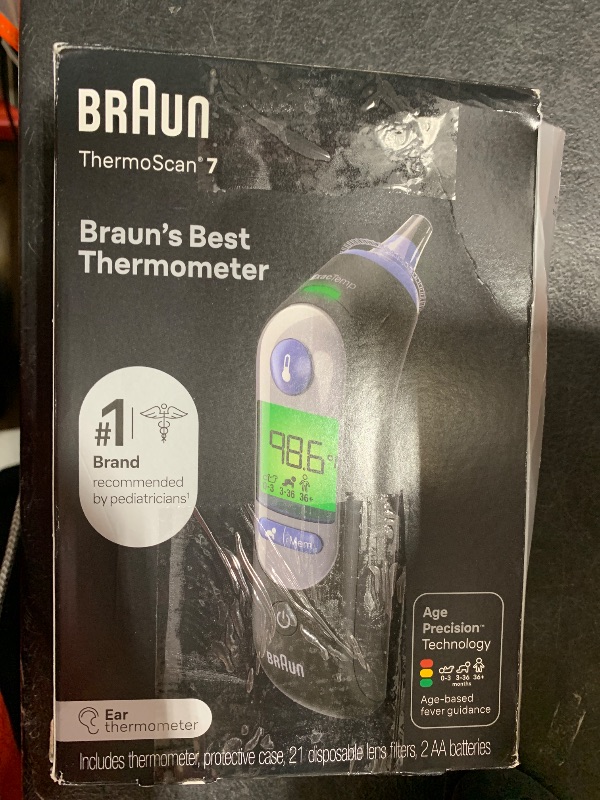 BRAUN
ThermoScan® 7
Braun's Best
Thermometer
#1
Brand
recommended
by pediatricians¹
98.6°
0-3 3-36 36+
Mem
BRAUN
Age
Precision™
Technology
0-3 3-36 36+
months
Age-based
fever guidance
Ear
thermometer
Includes thermometer, protective case, 21 disposable lens filters, 2 AA batteries